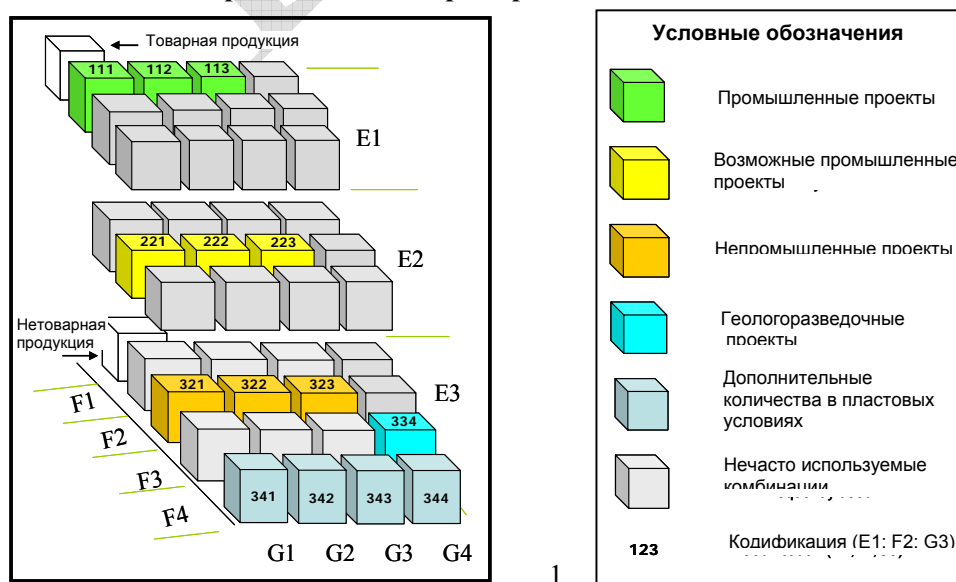 Товарная продукция
111 112 113
E1
221 222 223
E2
Нетоварная
продукция
321 322 323
E3
334
F1
F2
F3
F4
341 342 343 344
G1 G2 G3 G4
1
Условные обозначения
Промышленные проекты
Возможные промышленные
проекты
Непромышленные проекты
Геологоразведочные
проекты
Дополнительные
количества в пластовых
условиях
Нечасто используемые
комбинации
123 Кодификация (E1; F2; G3)